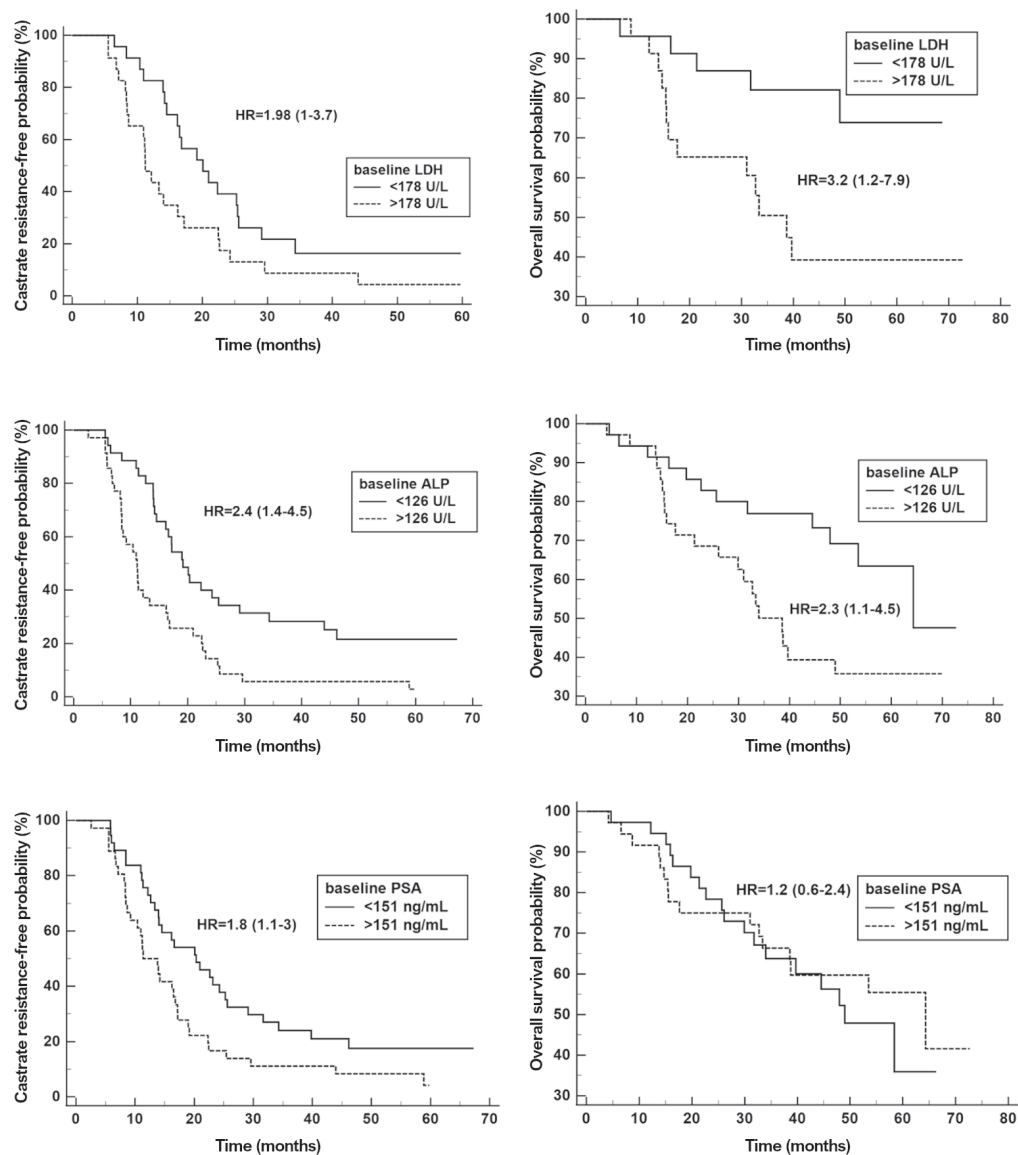 Castrate resistance-free probability (%)
100
80
60
40
20
0
HR=1.98 (1-3.7)
baseline LDH
<178 U/L
>178 U/L
0 10 20 30 40 50 60
Time (months)
Overall survival probability (%)
100
90
80
70
60
50
40
30
baseline LDH
<178 U/L
>178 U/L
HR=3.2 (1.2-7.9)
0 10 20 30 40 50 60 70 80
Time (months)
Castrate resistance-free probability (%)
100
80
60
40
20
0
HR=2.4 (1.4-4.5)
baseline ALP
<126 U/L
>126 U/L
0 10 20 30 40 50 60 70
Time (months)
Overall survival probability (%)
100
90
80
70
60
50
40
30
baseline ALP
<126 U/L
>126 U/L
HR=2.3 (1.1-4.5)
0 10 20 30 40 50 60 70 80
Time (months)
Castrate resistance-free probability (%)
100
80
60
40
20
0
HR=1.8 (1.1-3)
baseline PSA
<151 ng/mL
>151 ng/mL
0 10 20 30 40 50 60 70
Time (months)
Overall survival probability (%)
100
90
80
70
60
50
40
30
HR=1.2 (0.6-2.4)
baseline PSA
<151 ng/mL
>151 ng/mL
0 10 20 30 40 50 60 70 80
Time (months)